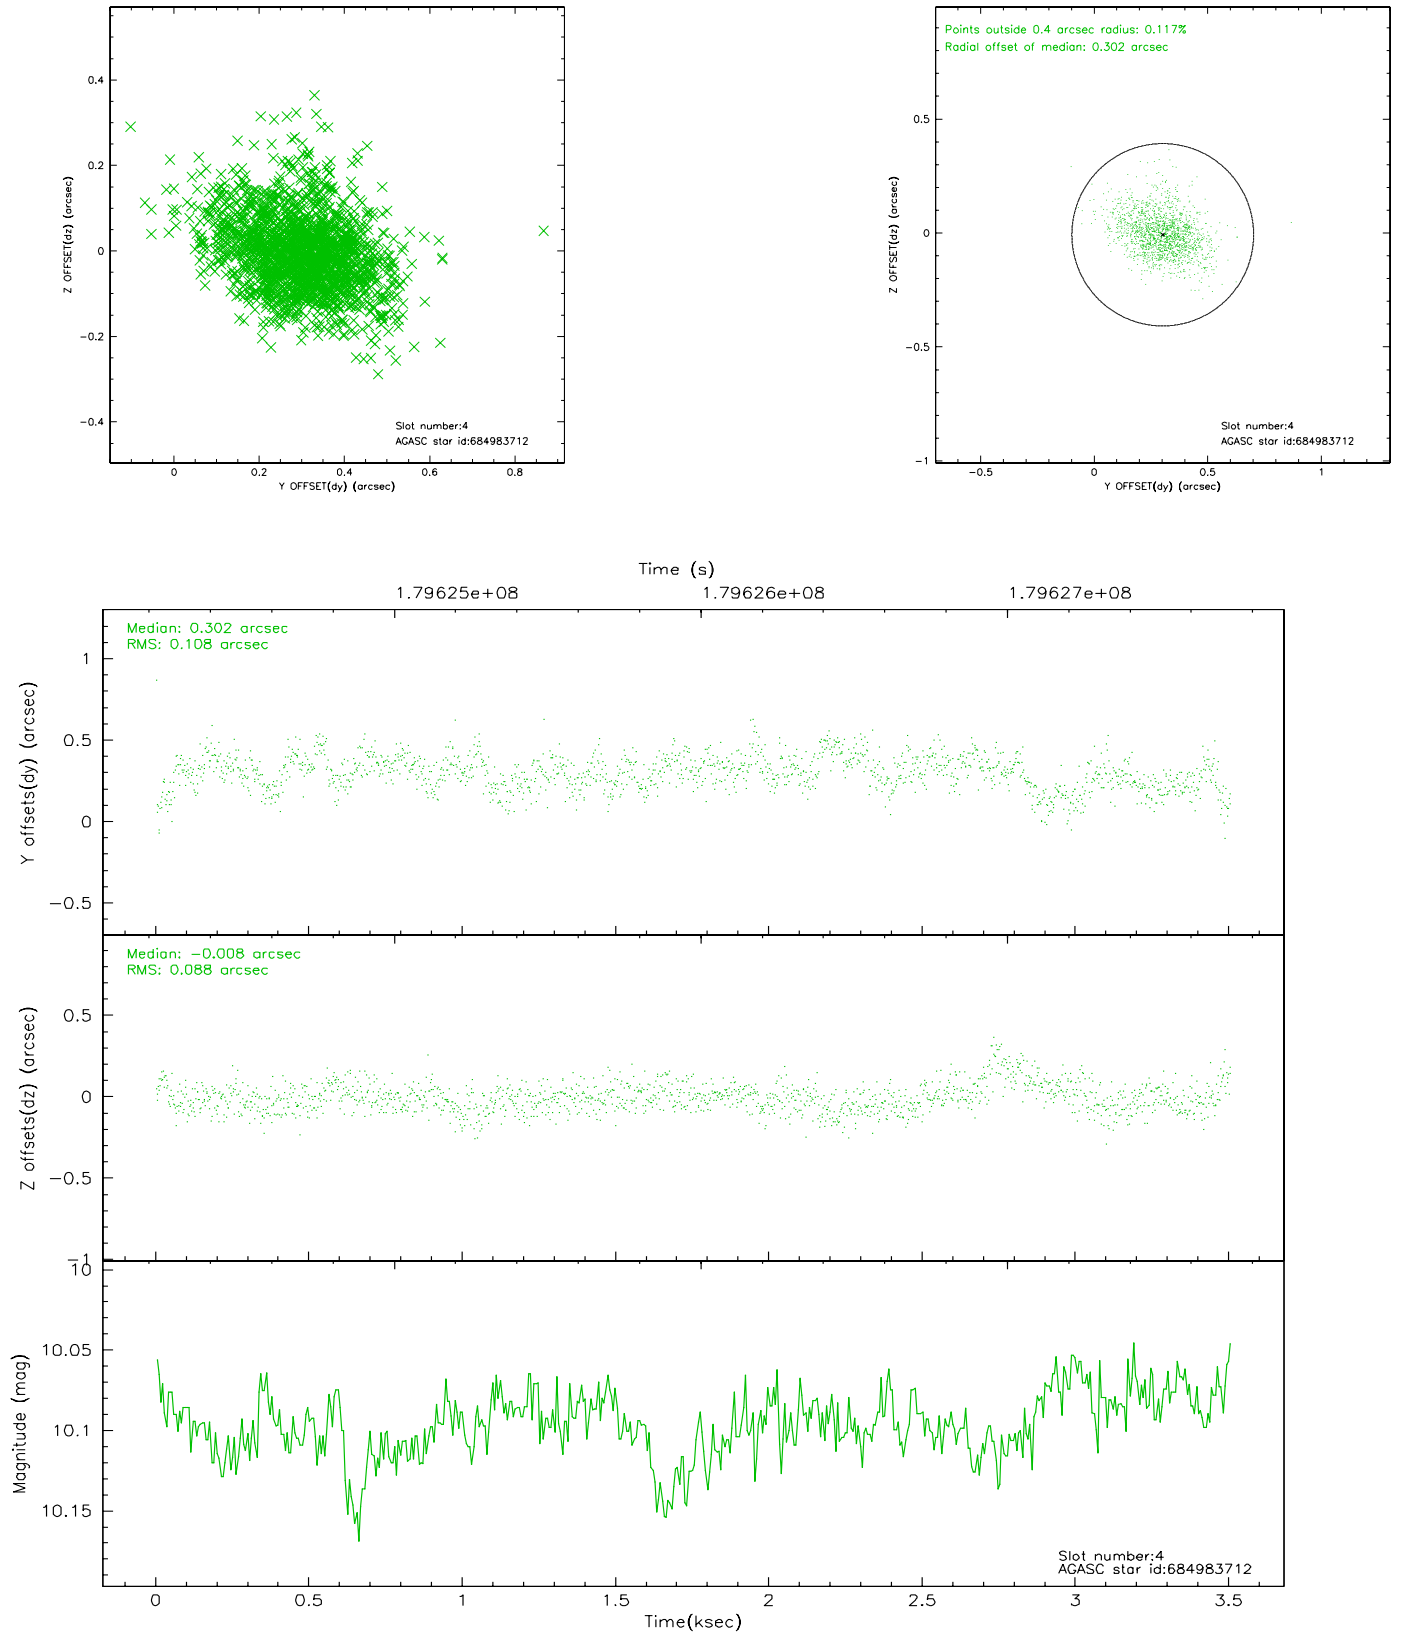 0.4
0.2
0
−0.2
−0.4
Z OFFSET(dz) (arcsec)
Slot number:4
AGASC star id:684983712
0 0.2 0.4 0.6 0.8
Y OFFSET(dy) (arcsec)
Points outside 0.4 arcsec radius: 0.117%
Radial offset of median: 0.302 arcsec
0.5
0
−0.5
−1
Z OFFSET(dz) (arcsec)
Slot number:4
AGASC star id:684983712
−0.5 0 0.5 1
Y OFFSET(dy) (arcsec)
Time (s)
1.79625e+08 1.79626e+08 1.79627e+08
Median: 0.302 arcsec
RMS: 0.108 arcsec
1
0.5
0
−0.5
Y offsets(dy) (arcsec)
Median: −0.008 arcsec
RMS: 0.088 arcsec
0.5
0
−0.5
−1
Z offsets(dz) (arcsec)
10
10.05
10.1
10.15
Magnitude (mag)
Slot number:4
AGASC star id:684983712
0 0.5 1 1.5 2 2.5 3 3.5
Time(ksec)